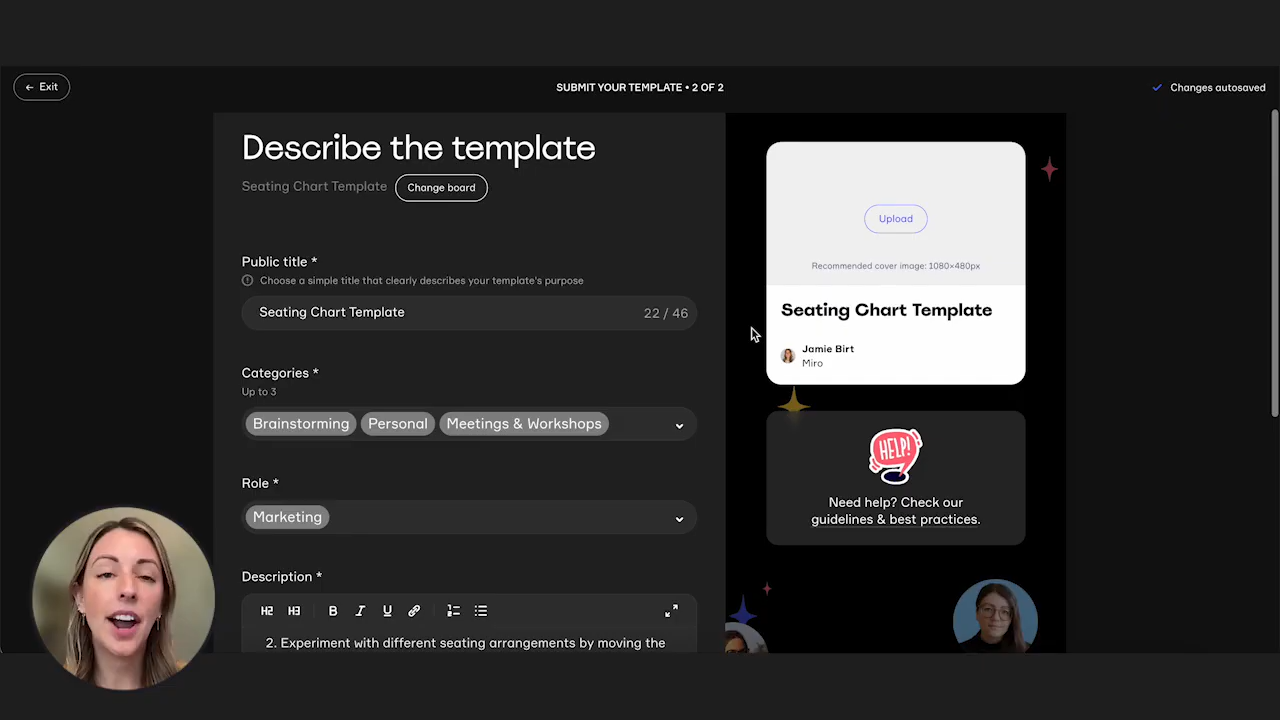 ← Exit
SUBMIT YOUR TEMPLATE • 2 OF 2
Changes autosaved
Describe the template
Seating Chart Template
Change board
Public title *
Choose a simple title that clearly describes your template's purpose
Seating Chart Template
22 / 46
Categories *
Up to 3
Brainstorming
Personal
Meetings & Workshops
Role *
Marketing
Description *
H2 H3 B I U
2. Experiment with different seating arrangements by moving the
Upload
Recommended cover image: 1080×480px
Seating Chart Template
Jamie Birt
Miro
HELP!
Need help? Check our
guidelines & best practices.